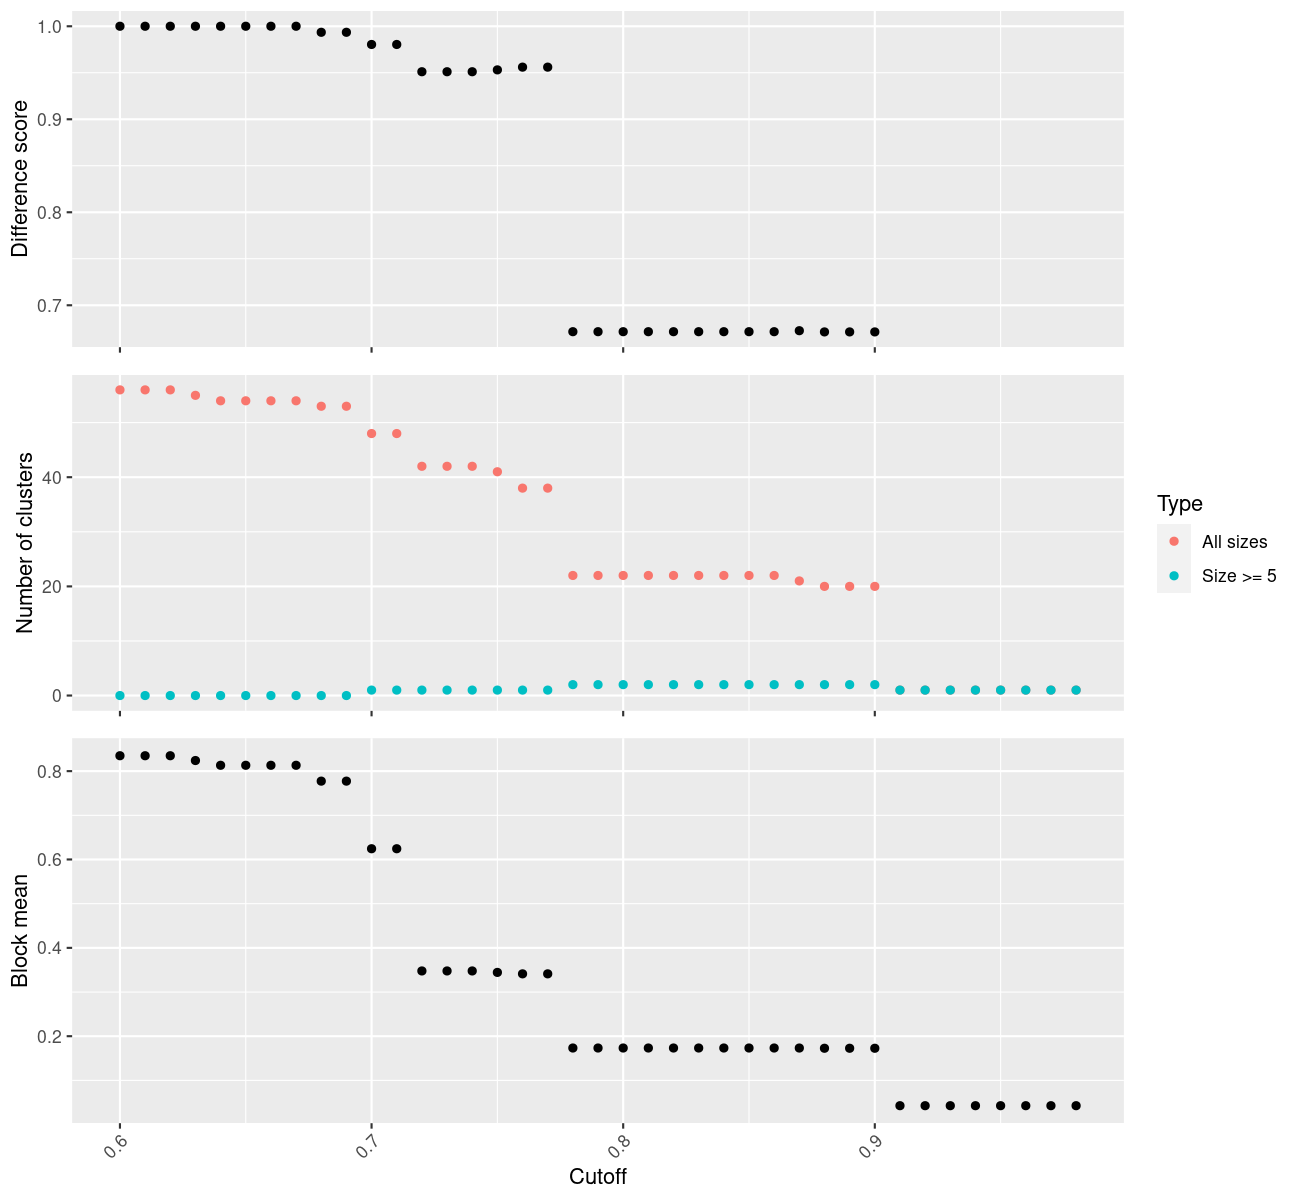 Difference score
1.0
0.9
0.8
0.7
Number of clusters
40
20
0
Type
All sizes
Size >= 5
Block mean
0.8
0.6
0.4
0.2
0.6
0.7
0.8
0.9
Cutoff